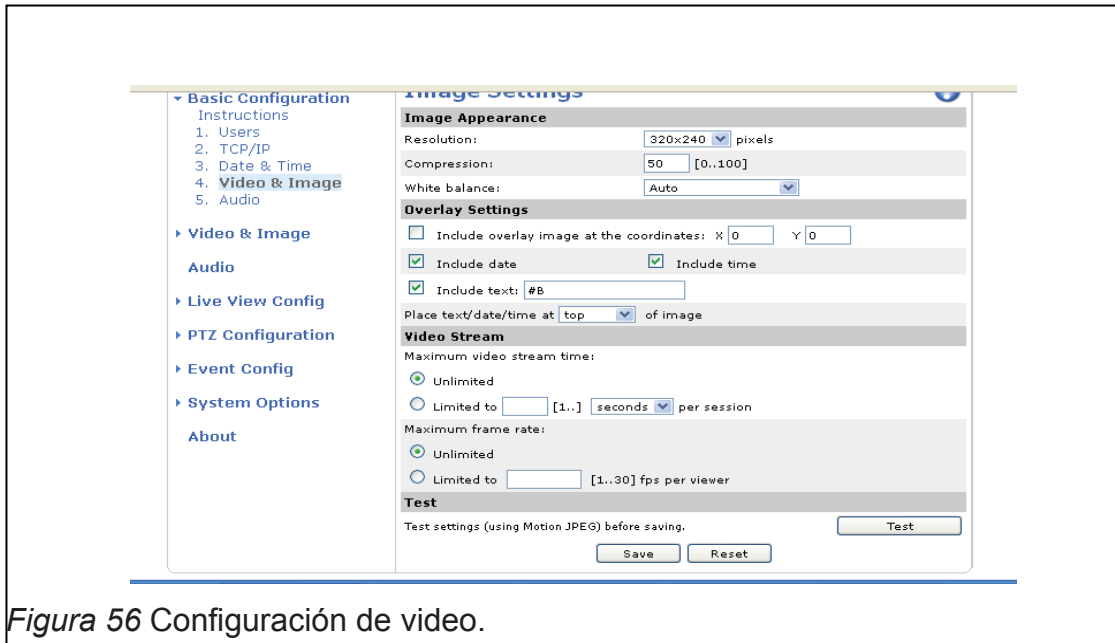 Basic Configuration
Instructions
1. Users
2. TCP/IP
3. Date & Time
4. Video & Image
5. Audio
Video & Image
Audio
Live View Config
PTZ Configuration
Event Config
System Options
About
Image Settings
Image Appearance
Resolution: 320x240 pixels
Compression: 50 [0..100]
White balance: Auto
Overlay Settings
Include overlay image at the coordinates: X 0 Y 0
Include date Include time
Include text: #B
Place text/date/time at top of image
Video Stream
Maximum video stream time:
Unlimited
Limited to [1..] seconds per session
Maximum frame rate:
Unlimited
Limited to [1..30] fps per viewer
Test
Test settings (using Motion JPEG) before saving. Test
Save Reset
Figura 56 Configuración de video.